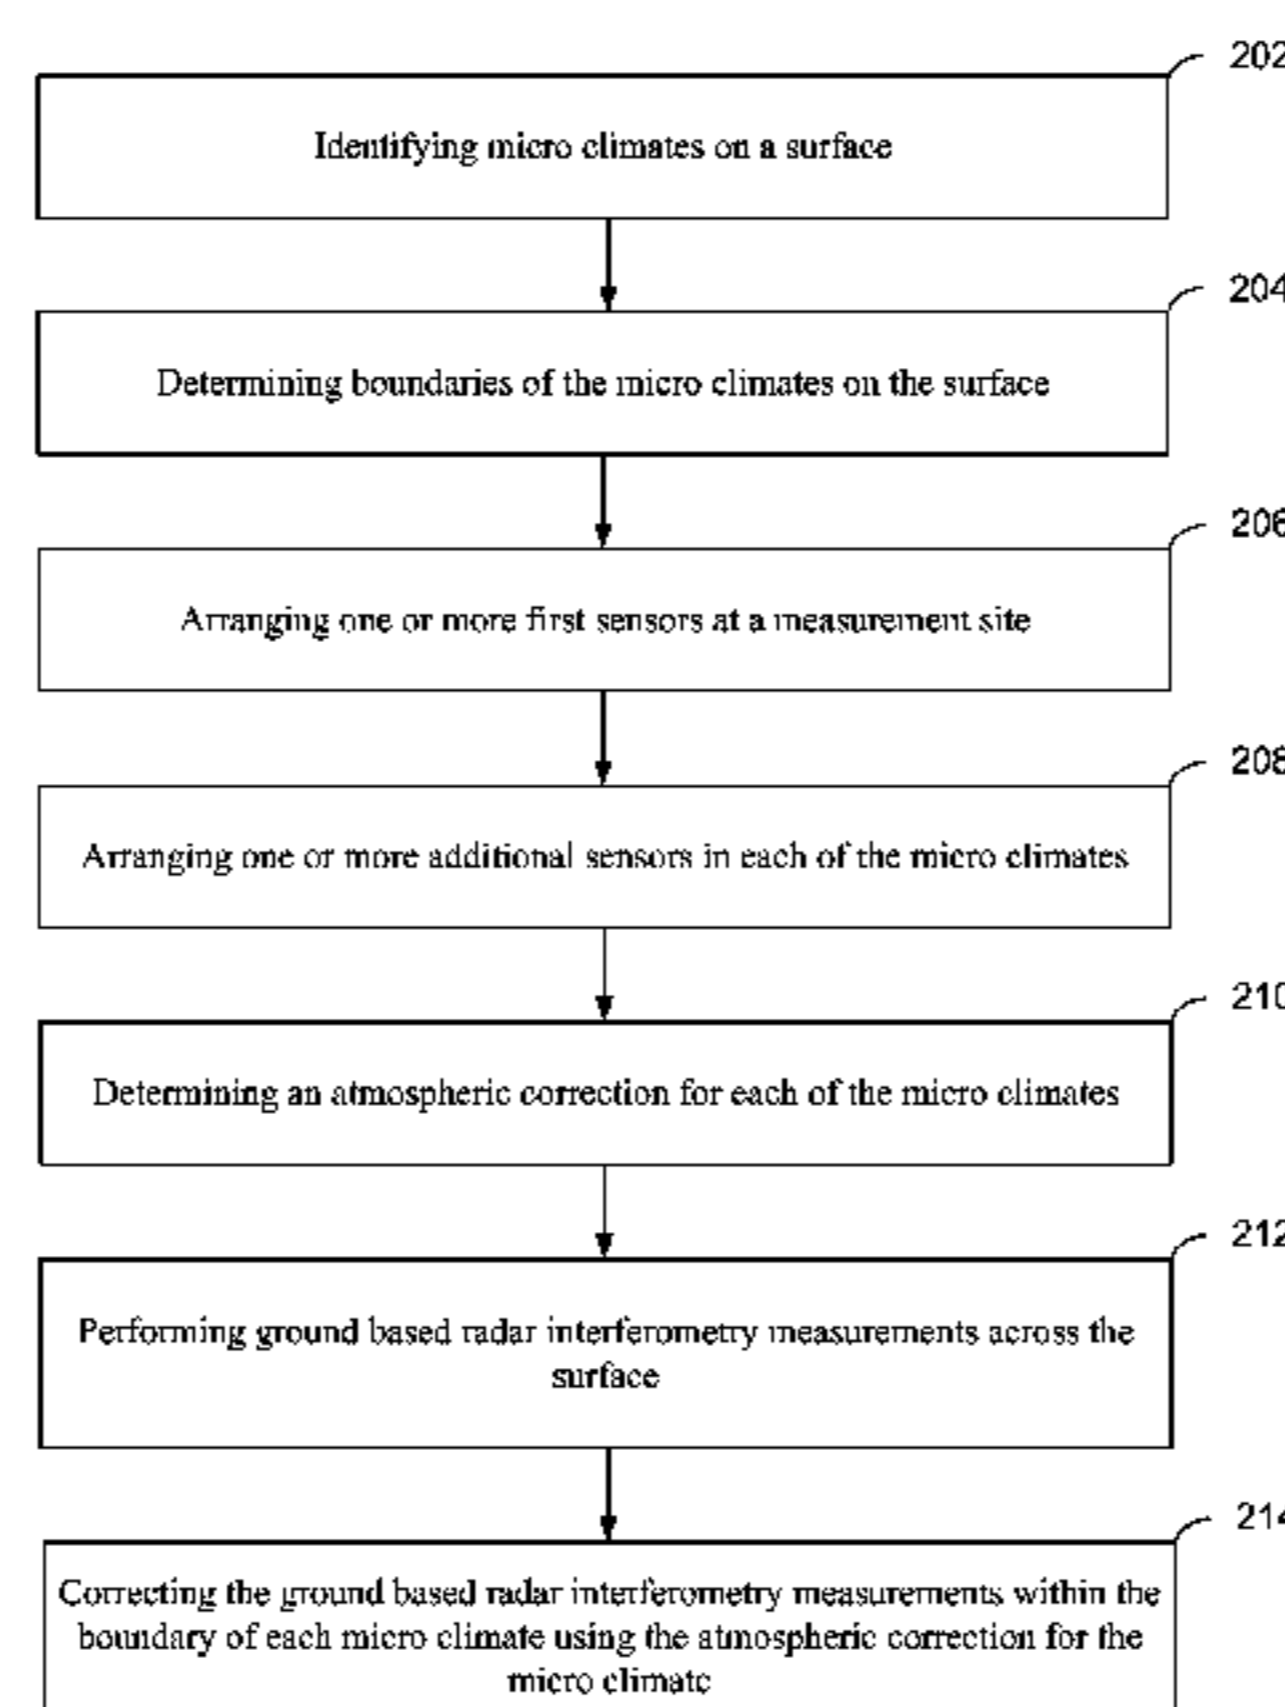 202
Identifying micro climates on a surface
204
Determining boundaries of the micro climates on the surface
206
Arranging one or more first sensors at a measurement site
208
Arranging one or more additional sensors in each of the micro climates
210
Determining an atmospheric correction for each of the micro climates
212
Performing ground based radar interferometry measurements across the
surface
214
Correcting the ground based radar interferometry measurements within the
boundary of each micro climate using the atmospheric correction for the
micro climate